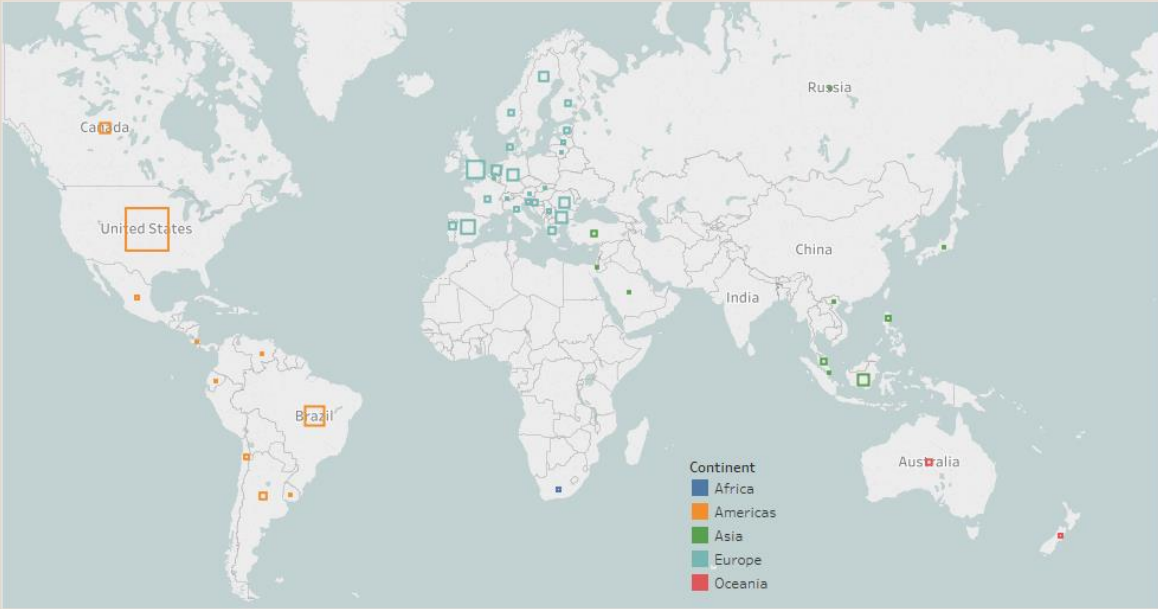 Russia
Canada
United States
China
India
Brazil
Australia
Continent
Africa
Americas
Asia
Europe
Oceania